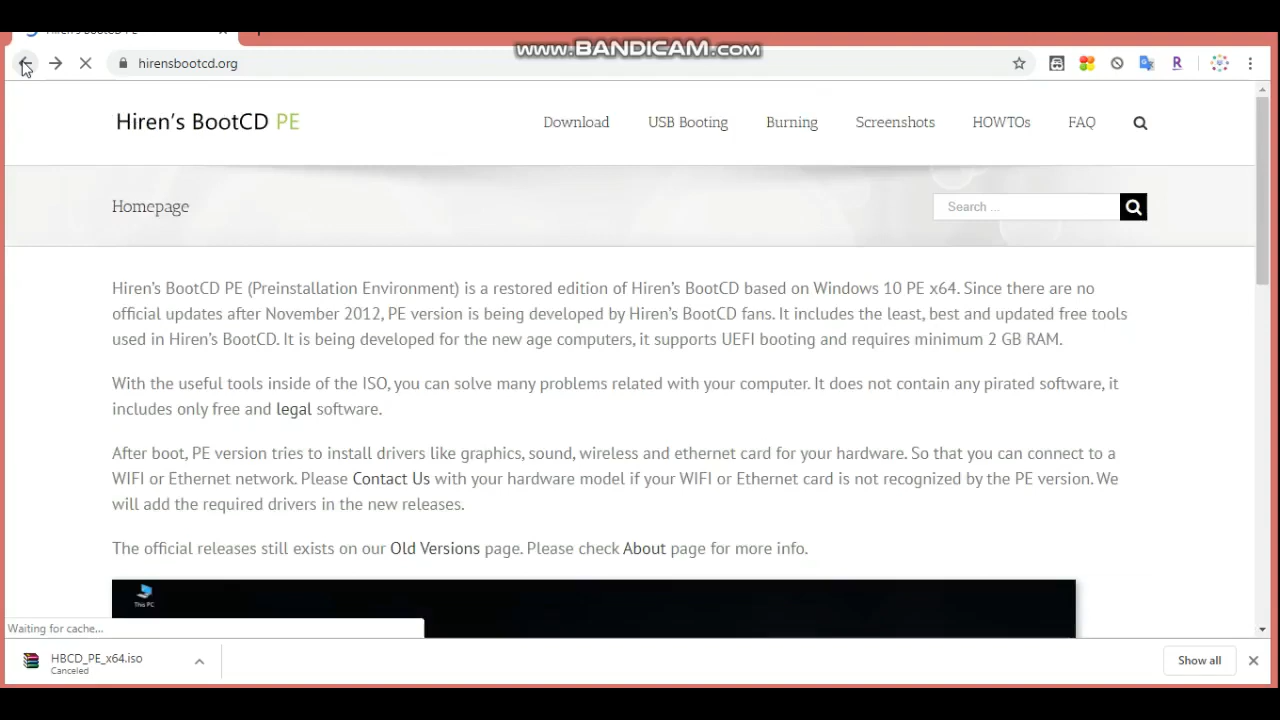 Hiren's BootCD PE
www.BANDICAM.com
hirensbootcd.org
Hiren's BootCD PE
Download
USB Booting
Burning
Screenshots
HOWTOs
FAQ
Homepage
Search ...
Hiren's BootCD PE (Preinstallation Environment) is a restored edition of Hiren's BootCD based on Windows 10 PE x64. Since there are no
official updates after November 2012, PE version is being developed by Hiren's BootCD fans. It includes the least, best and updated free tools
used in Hiren's BootCD. It is being developed for the new age computers, it supports UEFI booting and requires minimum 2 GB RAM.
With the useful tools inside of the ISO, you can solve many problems related with your computer. It does not contain any pirated software, it
includes only free and legal software.
After boot, PE version tries to install drivers like graphics, sound, wireless and ethernet card for your hardware. So that you can connect to a
WIFI or Ethernet network. Please Contact Us with your hardware model if your WIFI or Ethernet card is not recognized by the PE version. We
will add the required drivers in the new releases.
The official releases still exists on our Old Versions page. Please check About page for more info.
This PC
Waiting for cache...
HBCD_PE_x64.iso
Canceled
Show all